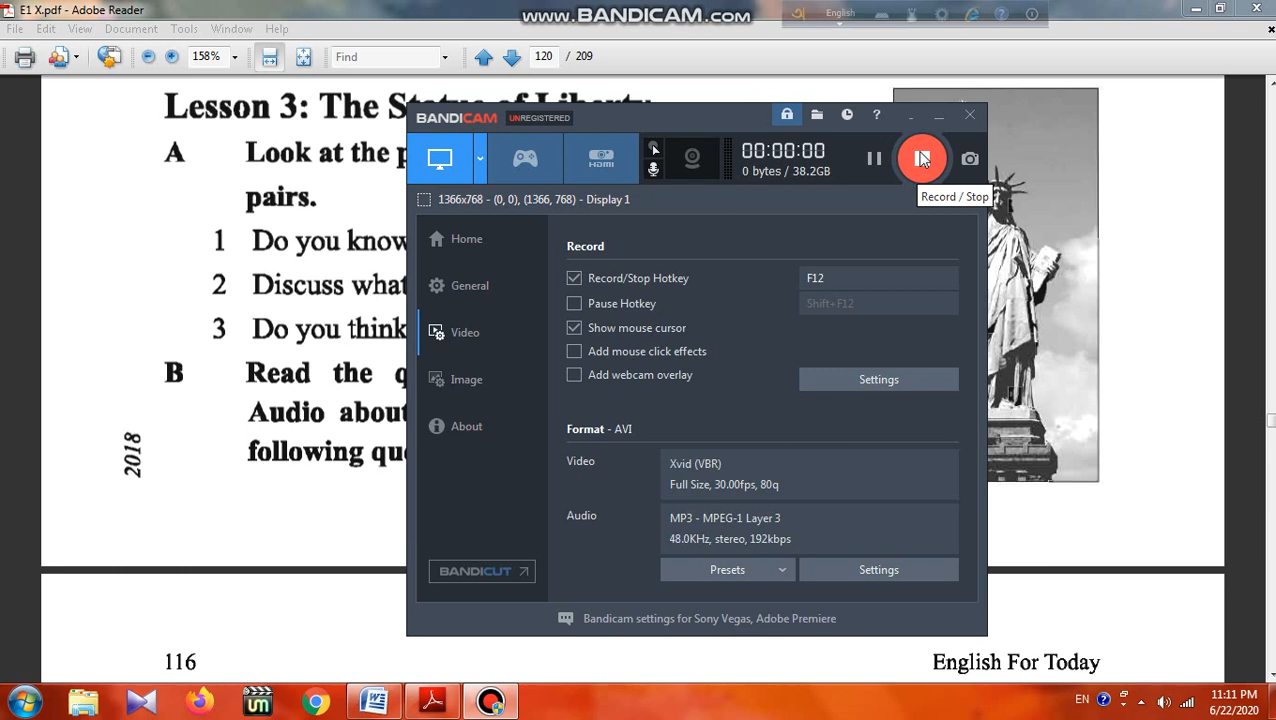 E1 X.pdf - Adobe Reader
www.BANDICAM.com
English
File Edit View Document Tools Window Help
158% Find 120 / 209
Lesson 3: The Statue of Liberty
A Look at the
pairs.
1 Do you know
2 Discuss what
3 Do you think
B Read the
Audio about
following
2018
BANDICAM UNREGISTERED
HDMI
00:00:00
0 bytes / 38.2GB
Record / Stop
1366x768 - (0, 0), (1366, 768) - Display 1
Home
General
Video
Image
About
BANDICUT
Record
Record/Stop Hotkey F12
Pause Hotkey Shift+F12
Show mouse cursor
Add mouse click effects
Add webcam overlay Settings
Format - AVI
Video Xvid (VBR)
Full Size, 30.00fps, 80q
Audio MP3 - MPEG-1 Layer 3
48.0KHz, stereo, 192kbps
Presets Settings
Bandicam settings for Sony Vegas, Adobe Premiere
116 English For Today
um
EN
11:11 PM
6/22/2020